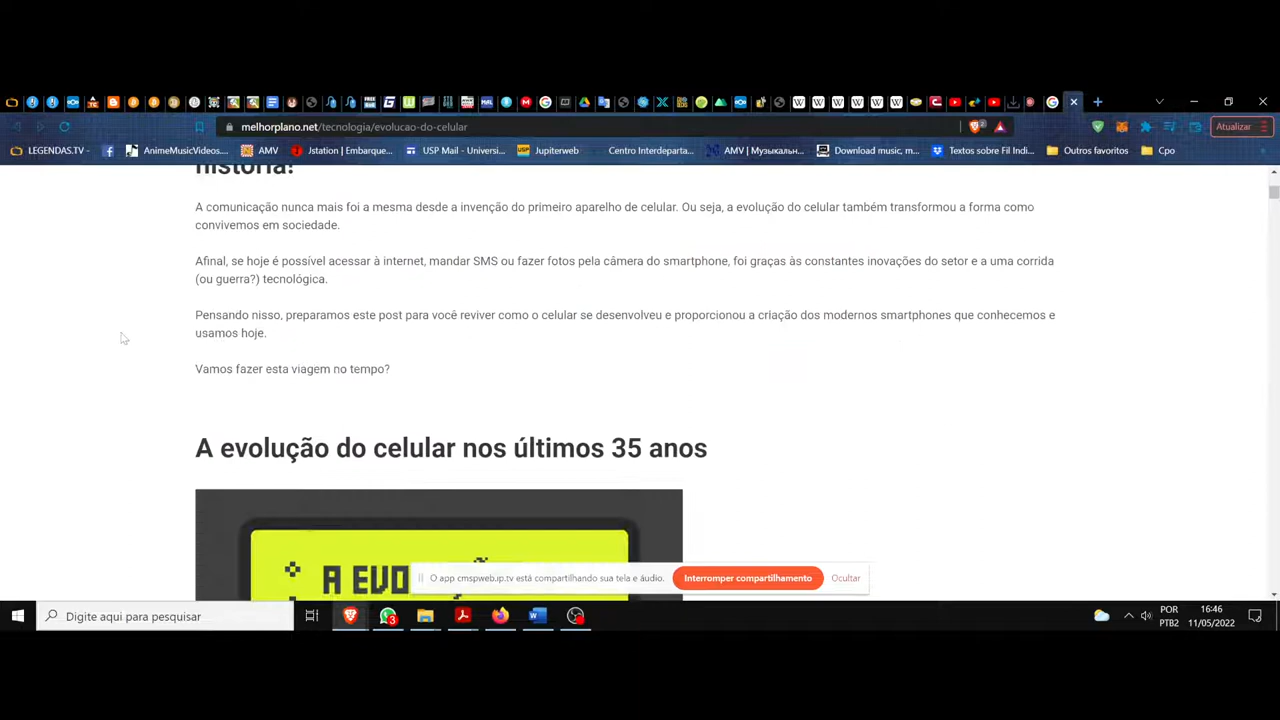 melhorplano.net/tecnologia/evolucao-do-celular
2
Atualizar
LEGENDAS.TV -
AnimeMusicVideos....
AMV
Jstation | Embarque...
USP Mail - Universi...
Jupiterweb
Centro Interdeparta...
AMV | Музыкальн...
Download music, m...
Textos sobre Fil Indi...
Outros favoritos
Cpo
história!
A comunicação nunca mais foi a mesma desde a invenção do primeiro aparelho de celular. Ou seja, a evolução do celular também transformou a forma como
convivemos em sociedade.
Afinal, se hoje é possível acessar à internet, mandar SMS ou fazer fotos pela câmera do smartphone, foi graças às constantes inovações do setor e a uma corrida
(ou guerra?) tecnológica.
Pensando nisso, preparamos este post para você reviver como o celular se desenvolveu e proporcionou a criação dos modernos smartphones que conhecemos e
usamos hoje.
Vamos fazer esta viagem no tempo?
A evolução do celular nos últimos 35 anos
A EVO
O app cmspweb.ip.tv está compartilhando sua tela e áudio.
Interromper compartilhamento
Ocultar
Digite aqui para pesquisar
3
POR
PTB2
16:46
11/05/2022